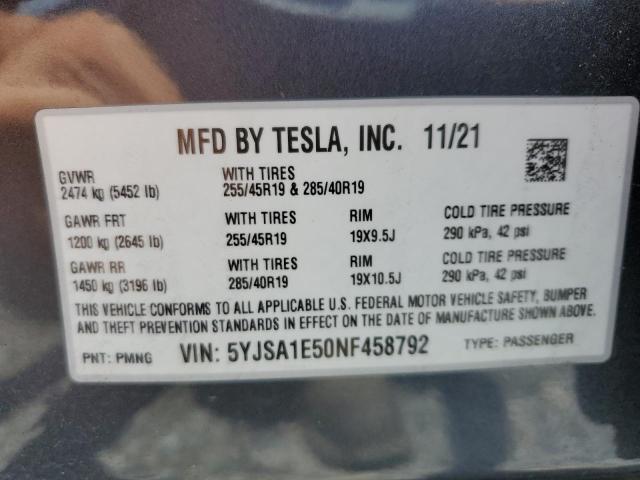 MFD BY TESLA, INC. 11/21
GVWR WITH TIRES
2474 kg (5452 lb) 255/45R19 & 285/40R19
GAWR FRT WITH TIRES RIM COLD TIRE PRESSURE
1200 kg (2645 lb) 255/45R19 19X9.5J 290 kPa, 42 psi
GAWR RR WITH TIRES RIM COLD TIRE PRESSURE
1450 kg (3196 lb) 285/40R19 19X10.5J 290 kPa, 42 psi
THIS VEHICLE CONFORMS TO ALL APPLICABLE U.S. FEDERAL MOTOR VEHICLE SAFETY, BUMPER
AND THEFT PREVENTION STANDARDS IN EFFECT ON THE DATE OF MANUFACTURE SHOWN ABOVE.
PNT: PMNG VIN: 5YJSA1E50NF458792 TYPE: PASSENGER